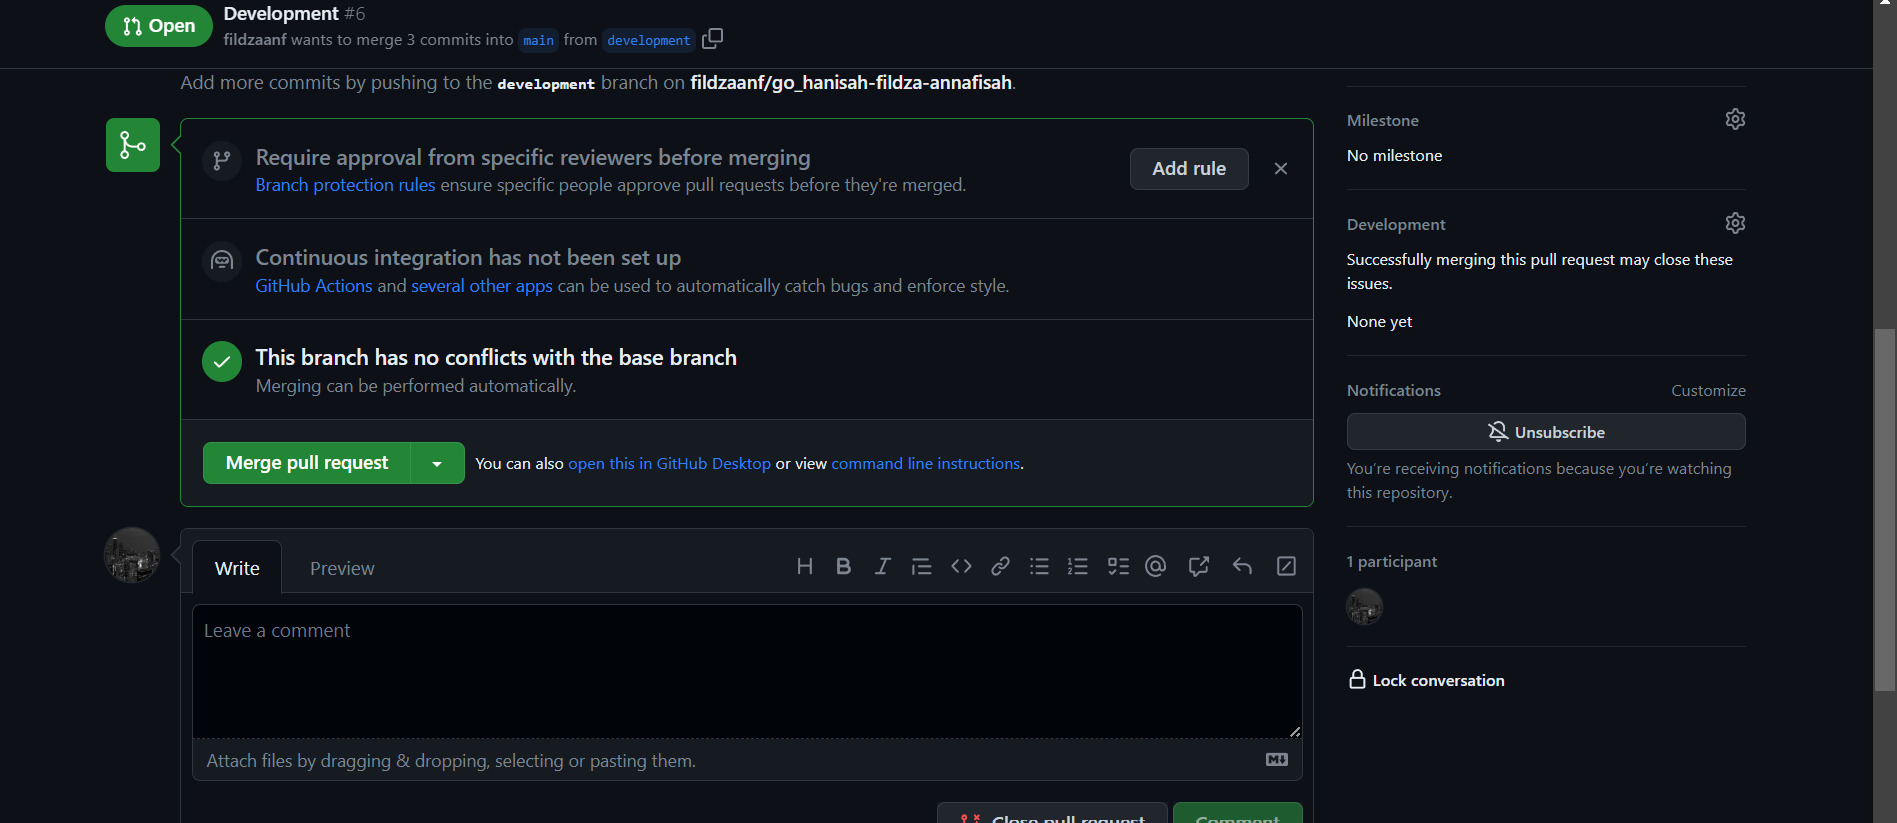 Open
Development #6
fildzaanf wants to merge 3 commits into main from development
Add more commits by pushing to the development branch on fildzaanf/go_hanisah-fildza-annafisah.
Require approval from specific reviewers before merging
Branch protection rules ensure specific people approve pull requests before they're merged.
Add rule
Continuous integration has not been set up
GitHub Actions and several other apps can be used to automatically catch bugs and enforce style.
This branch has no conflicts with the base branch
Merging can be performed automatically.
Merge pull request
You can also open this in GitHub Desktop or view command line instructions.
Write
Preview
Leave a comment
Attach files by dragging & dropping, selecting or pasting them.
Close pull request
Comment
Milestone
No milestone
Development
Successfully merging this pull request may close these
issues.
None yet
Notifications
Customize
Unsubscribe
You're receiving notifications because you're watching
this repository.
1 participant
Lock conversation